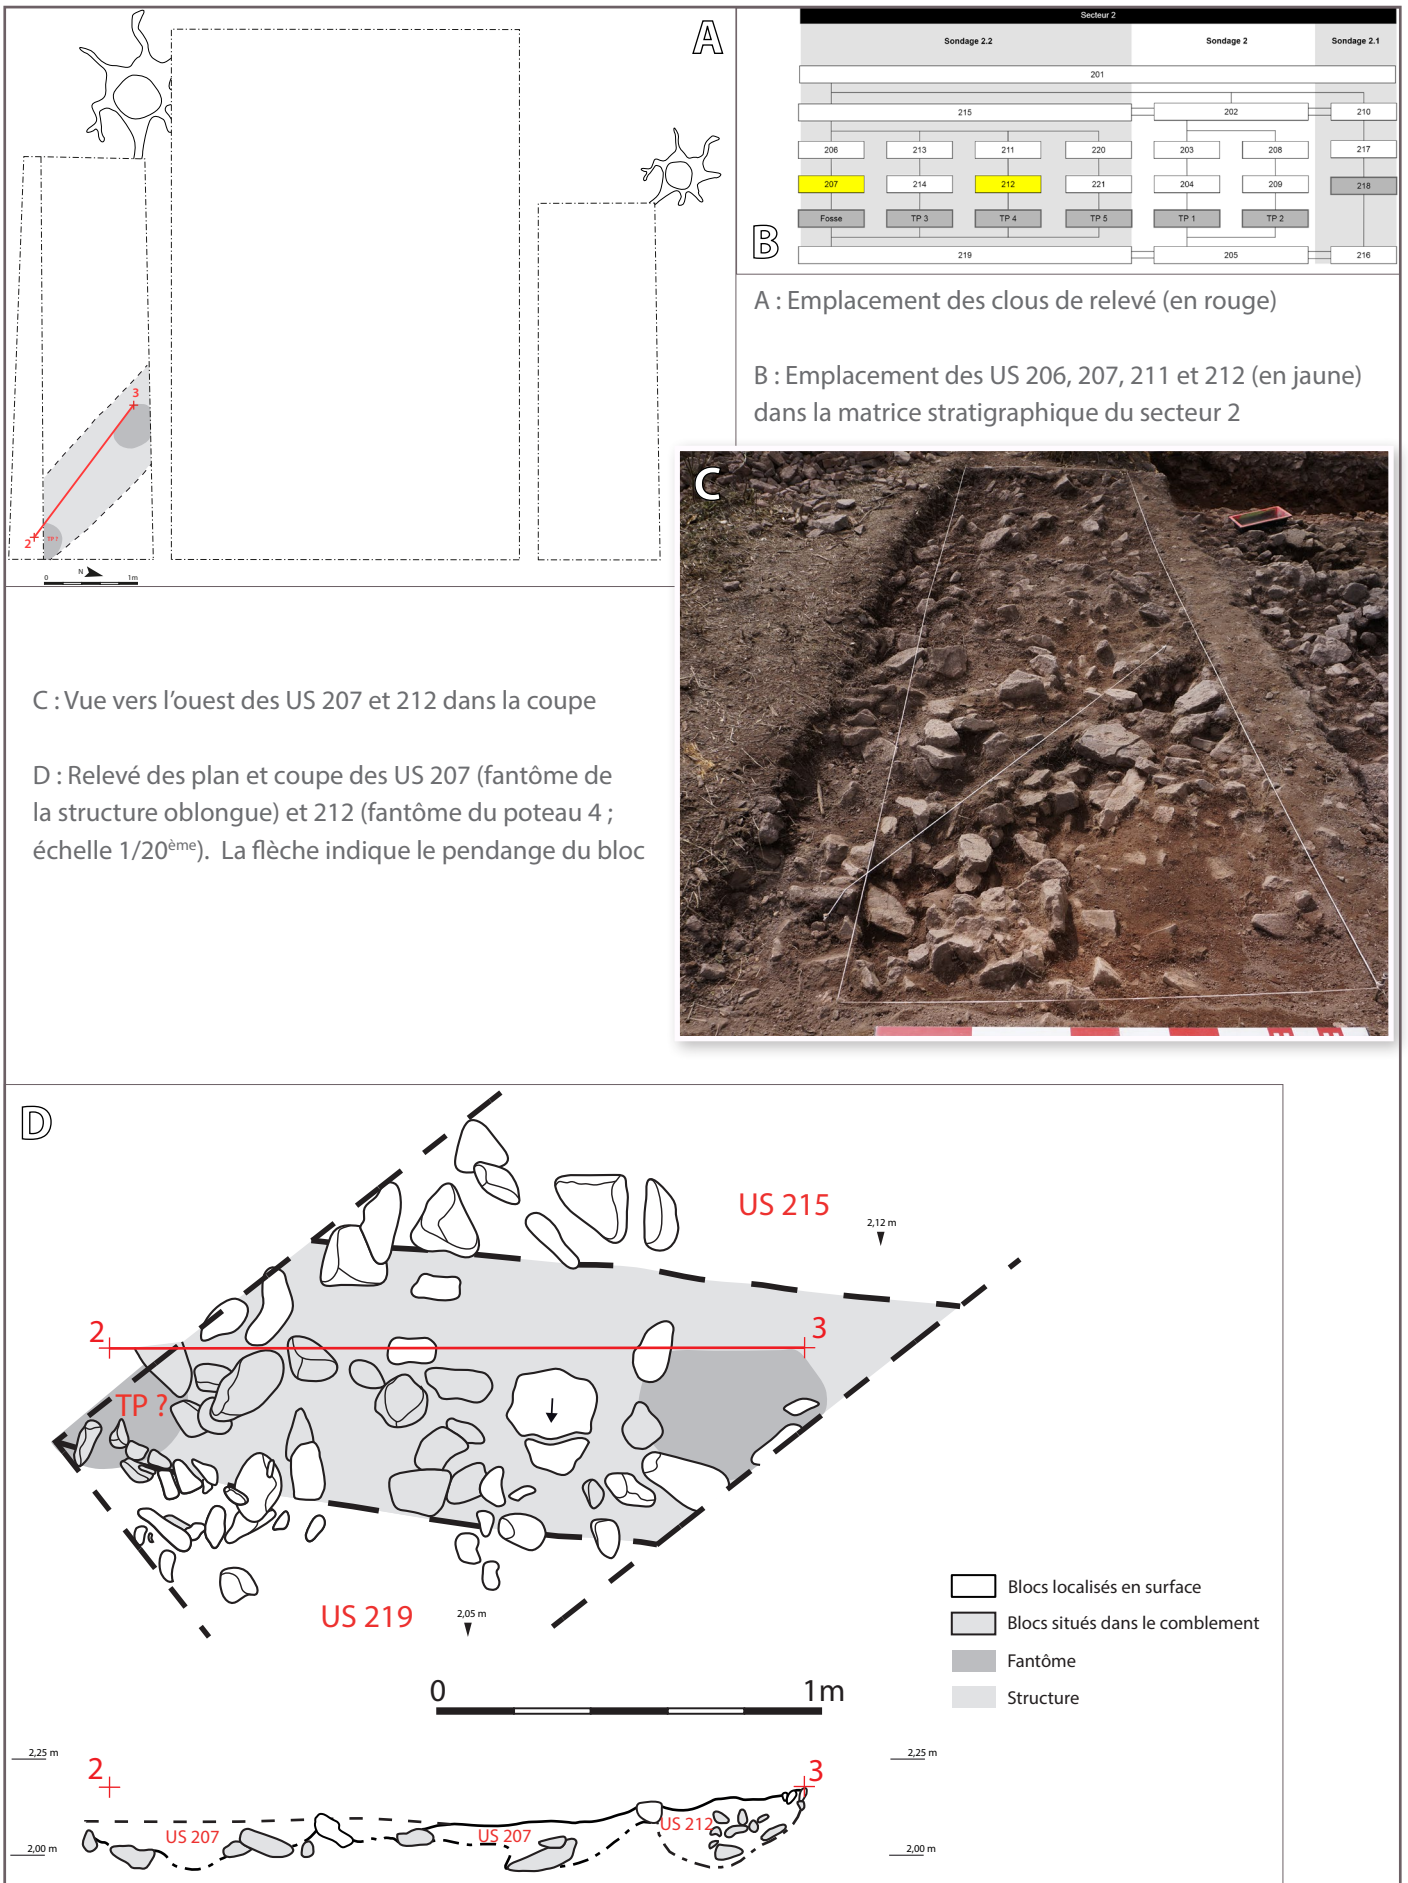 A
3
2
TP ?
N
0 1m
Secteur 2
Sondage 2.2 Sondage 2 Sondage 2.1
201
215 202 210
206 213 211 220 203 208 217
207 214 212 221 204 209 218
Fosse TP 3 TP 4 TP 5 TP 1 TP 2
219 205 216
B
A : Emplacement des clous de relevé (en rouge)
B : Emplacement des US 206, 207, 211 et 212 (en jaune)
dans la matrice stratigraphique du secteur 2
C
C : Vue vers l'ouest des US 207 et 212 dans la coupe
D : Relevé des plan et coupe des US 207 (fantôme de
la structure oblongue) et 212 (fantôme du poteau 4 ;
échelle 1/20ème). La flèche indique le pendange du bloc
D
US 215
2,12 m
2 3
TP ?
US 219
2,05 m
Blocs localisés en surface
Blocs situés dans le comblement
Fantôme
Structure
0 1m
2,25 m 2,25 m
2 3
US 207 US 207 US 212
2,00 m 2,00 m